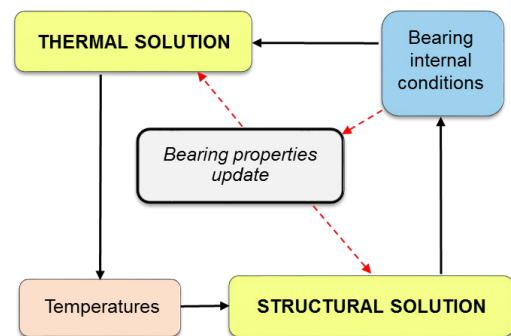 THERMAL SOLUTION
Bearing
internal
conditions
Bearing properties
update
Temperatures
STRUCTURAL SOLUTION